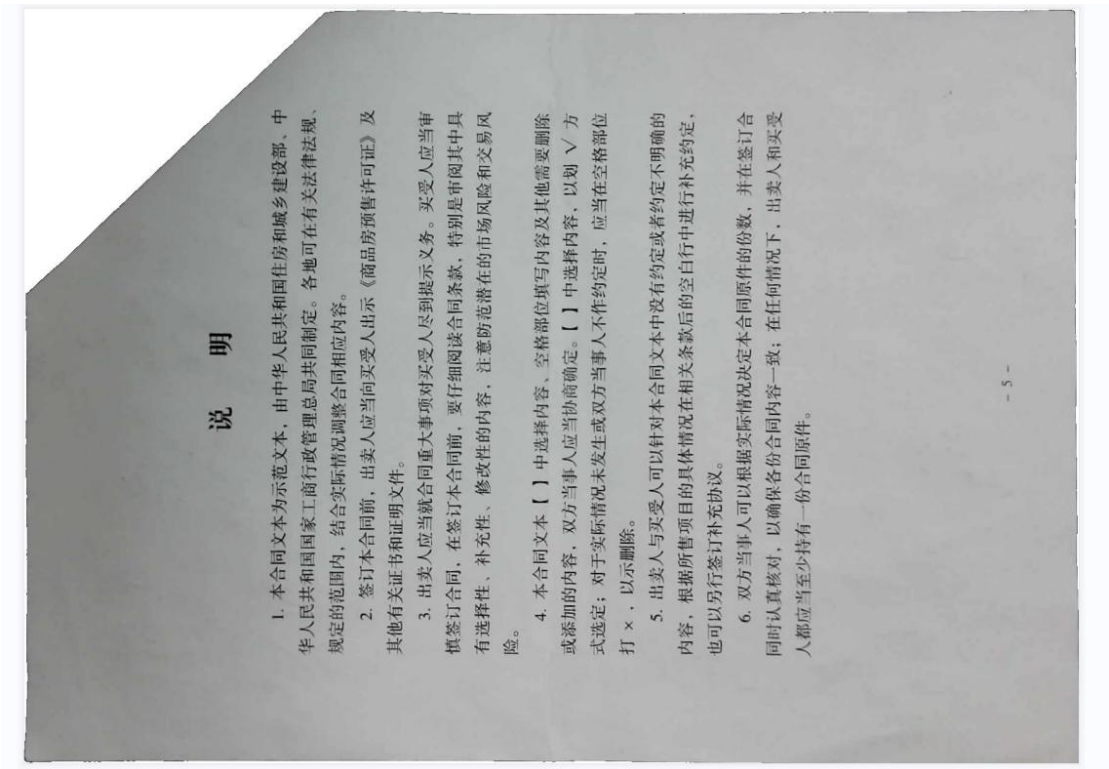 说 明
1. 本合同文本为示范文本，由中华人民共和国住房和城乡建设部、中
华人民共和国国家工商行政管理总局共同制定。各地可在有关法律法规、
规定的范围内，结合实际情况调整合同相应内容。
2. 签订本合同前，出卖人应当向买受人出示《商品房预售许可证》及
其他有关证书和证明文件。
3. 出卖人应当就合同重大事项对买受人尽到提示义务。买受人应当审
慎签订合同，在签订本合同前，要仔细阅读合同条款，特别是审阅其中具
有选择性、补充性、修改性的内容，注意防范潜在的市场风险和交易风
险。
4. 本合同文本【 】中选择内容、空格部位填写内容及其他需要删除
或添加的内容，双方当事人应当协商确定。【 】中选择内容，以划 √ 方
式选定；对于实际情况未发生或双方当事人不作约定时，应当在空格部位
打 ×，以示删除。
5. 出卖人与买受人可以针对本合同文本中没有约定或者约定不明确的
内容，根据所售项目的具体情况在相关条款后的空白行中进行补充约定，
也可以另行签订补充协议。
6. 双方当事人可以根据实际情况决定本合同原件的份数，并在签订合
同时认真核对，以确保各份合同内容一致；在任何情况下，出卖人和买受
人都应当至少持有一份合同原件。
– 5 –